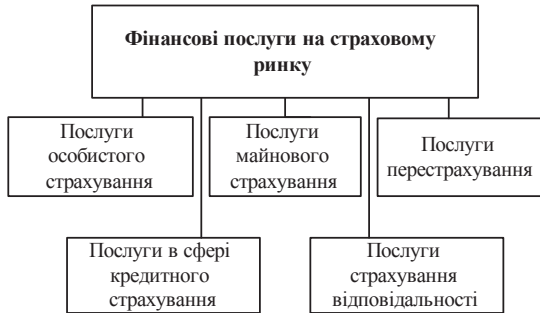 Фінансові послуги на страховому
ринку
Послуги
особистого
страхування
Послуги
майнового
страхування
Послуги
перестрахування
Послуги в сфері
кредитного
страхування
Послуги
страхування
відповідальності